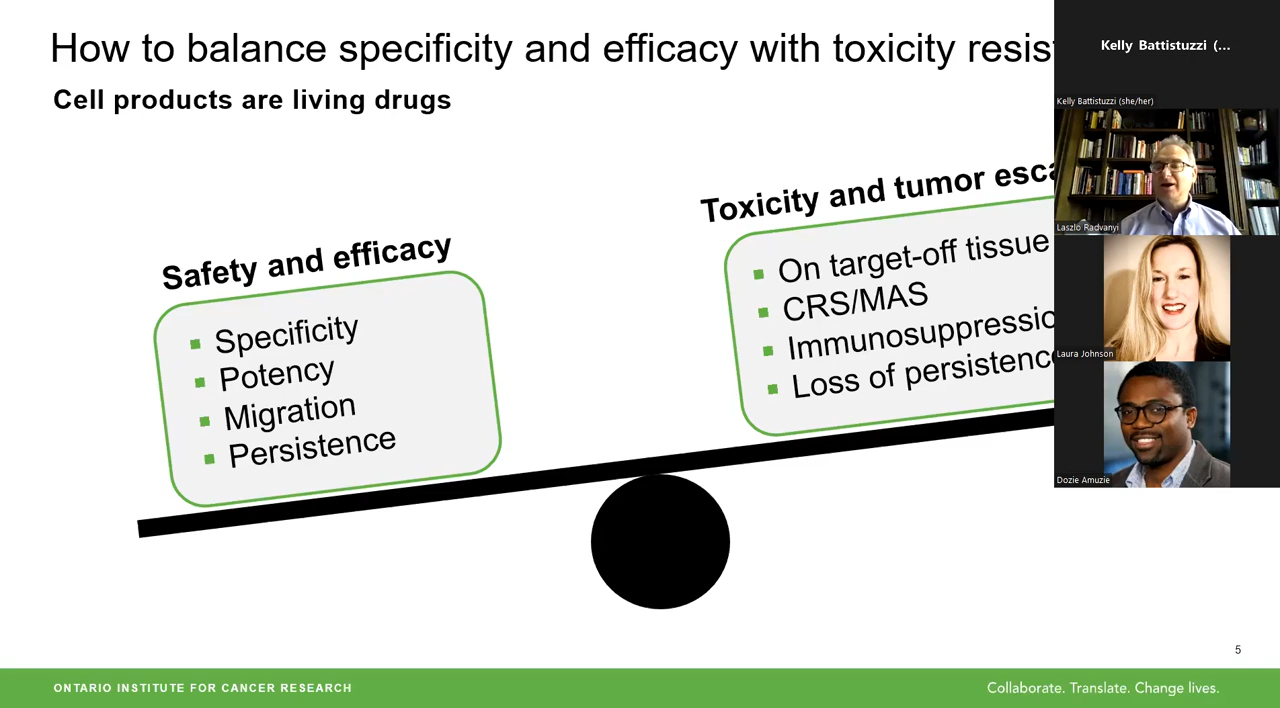 How to balance specificity and efficacy with toxicity resis
Cell products are living drugs
Safety and efficacy
Specificity
Potency
Migration
Persistence
Toxicity and tumor esca
On target-off tissue
CRS/MAS
Immunosuppressio
Loss of persistence
Kelly Battistuzzi (...
Kelly Battistuzzi (she/her)
Laszlo Radvanyi
Laura Johnson
Dozie Amuzie
5
ONTARIO INSTITUTE FOR CANCER RESEARCH
Collaborate. Translate. Change lives.